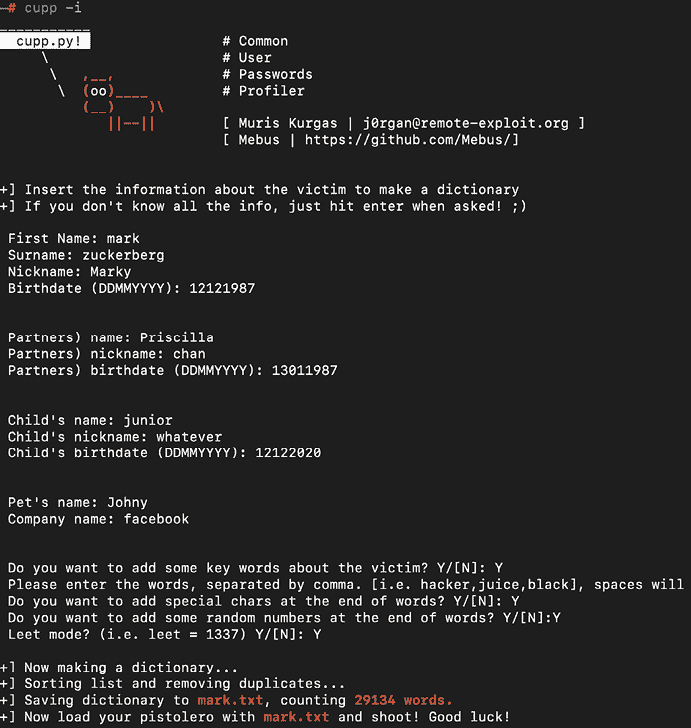 ~# cupp -i
___________
cupp.py! # Common
\ # User
\ ,__, # Passwords
\ (oo)____ # Profiler
(__) )\
||--|| [ Muris Kurgas | j0rgan@remote-exploit.org ]
[ Mebus | https://github.com/Mebus/]
+] Insert the information about the victim to make a dictionary
+] If you don't know all the info, just hit enter when asked! ;)
First Name: mark
Surname: zuckerberg
Nickname: Marky
Birthdate (DDMMYYYY): 12121987
Partners) name: Priscilla
Partners) nickname: chan
Partners) birthdate (DDMMYYYY): 13011987
Child's name: junior
Child's nickname: whatever
Child's birthdate (DDMMYYYY): 12122020
Pet's name: Johny
Company name: facebook
Do you want to add some key words about the victim? Y/[N]: Y
Please enter the words, separated by comma. [i.e. hacker,juice,black], spaces will
Do you want to add special chars at the end of words? Y/[N]: Y
Do you want to add some random numbers at the end of words? Y/[N]:Y
Leet mode? (i.e. leet = 1337) Y/[N]: Y
+] Now making a dictionary...
+] Sorting list and removing duplicates...
+] Saving dictionary to mark.txt, counting 29134 words.
+] Now load your pistolero with mark.txt and shoot! Good luck!